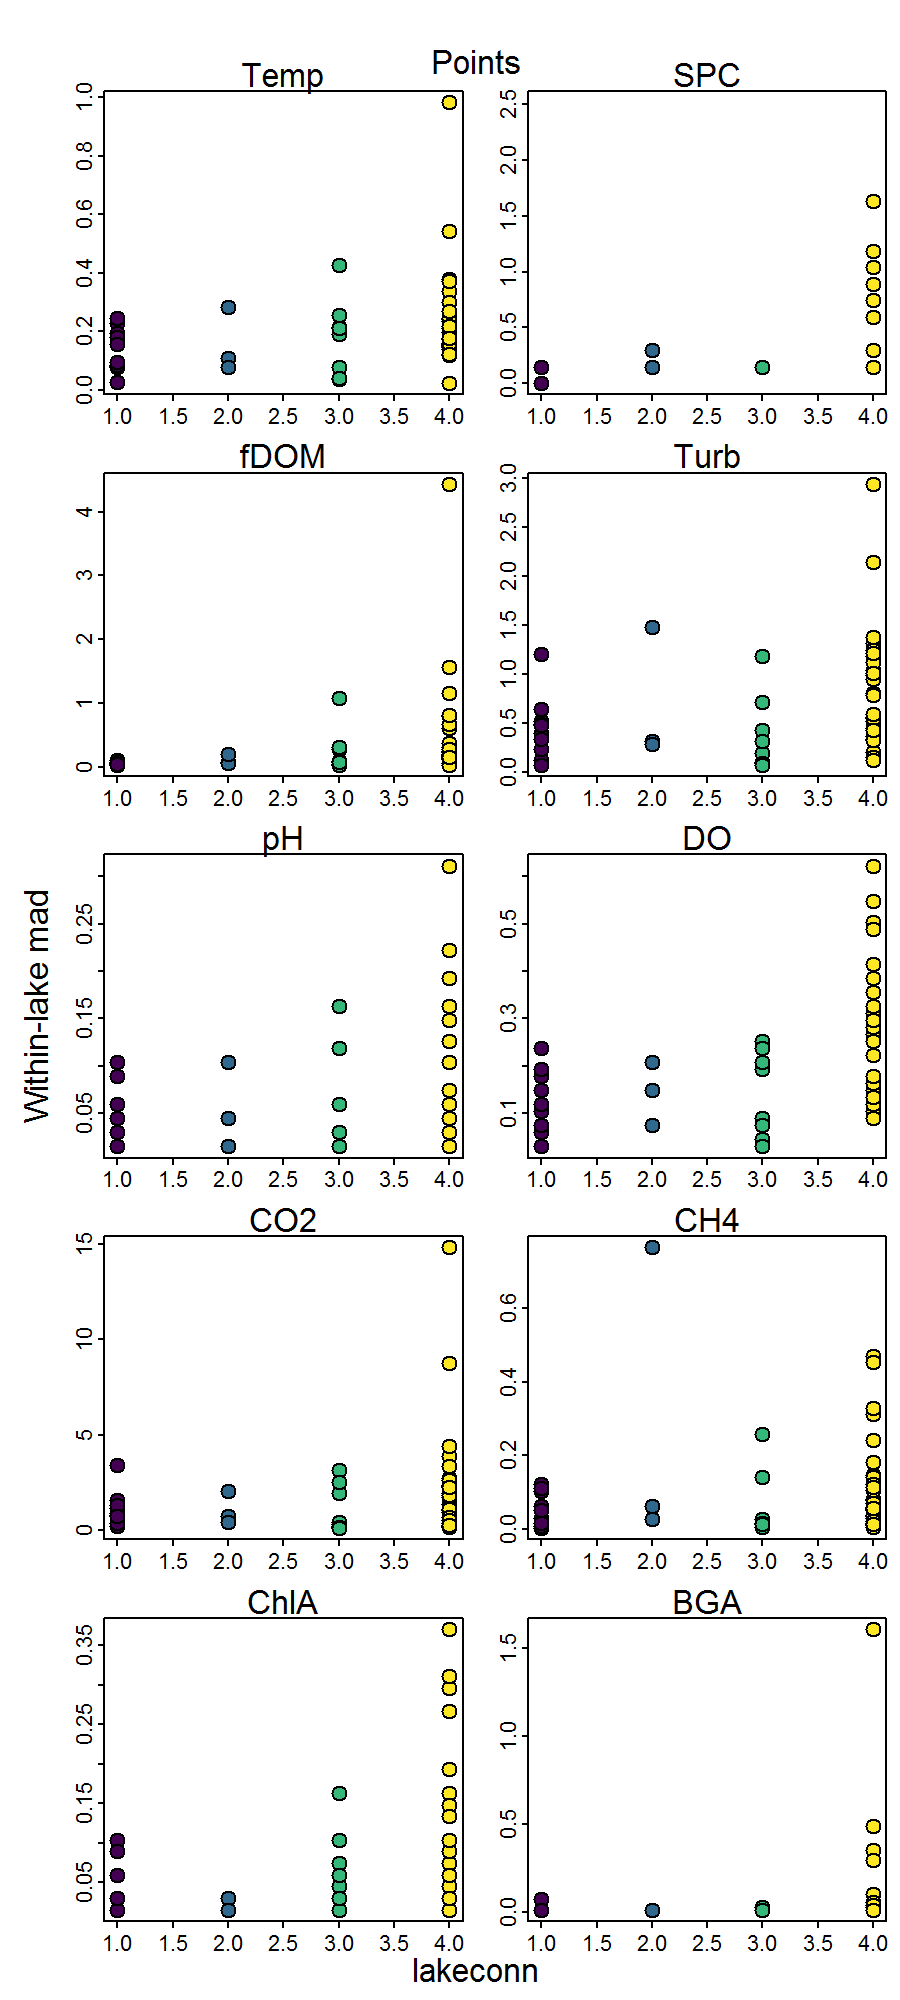 Points
Temp SPC
1.0 0.8 0.6 0.4 0.2 0.0
2.5 2.0 1.5 1.0 0.5 0.0
1.0 1.5 2.0 2.5 3.0 3.5 4.0 1.0 1.5 2.0 2.5 3.0 3.5 4.0
fDOM Turb
4 3 2 1 0
3.0 2.5 2.0 1.5 1.0 0.5 0.0
1.0 1.5 2.0 2.5 3.0 3.5 4.0 1.0 1.5 2.0 2.5 3.0 3.5 4.0
pH DO
Within-lake mad
0.25 0.15 0.05
0.5 0.3 0.1
1.0 1.5 2.0 2.5 3.0 3.5 4.0 1.0 1.5 2.0 2.5 3.0 3.5 4.0
CO2 CH4
15 10 5 0
0.6 0.4 0.2 0.0
1.0 1.5 2.0 2.5 3.0 3.5 4.0 1.0 1.5 2.0 2.5 3.0 3.5 4.0
ChlA BGA
0.35 0.25 0.15 0.05
1.5 1.0 0.5 0.0
1.0 1.5 2.0 2.5 3.0 3.5 4.0 1.0 1.5 2.0 2.5 3.0 3.5 4.0
lakeconn